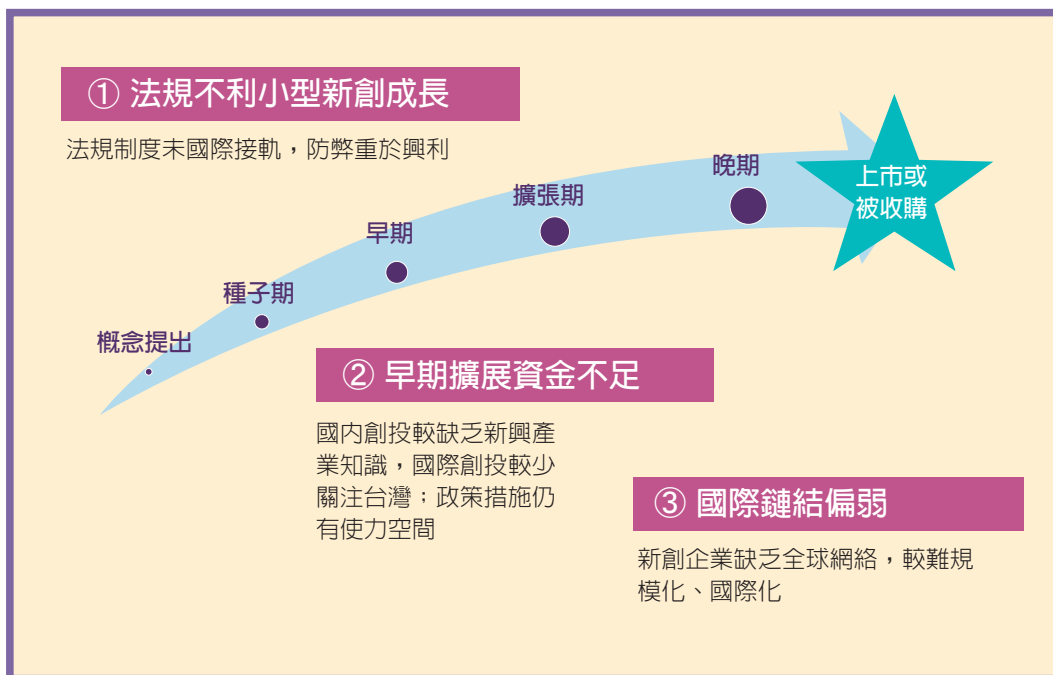 ① 法規不利小型新創成長
法規制度未國際接軌，防弊重於興利
晚期
上市或
被收購
擴張期
早期
種子期
概念提出
② 早期擴展資金不足
國內創投較缺乏新興產
業知識，國際創投較少
關注台灣；政策措施仍
有使力空間
③ 國際鏈結偏弱
新創企業缺乏全球網絡，較難規
模化、國際化